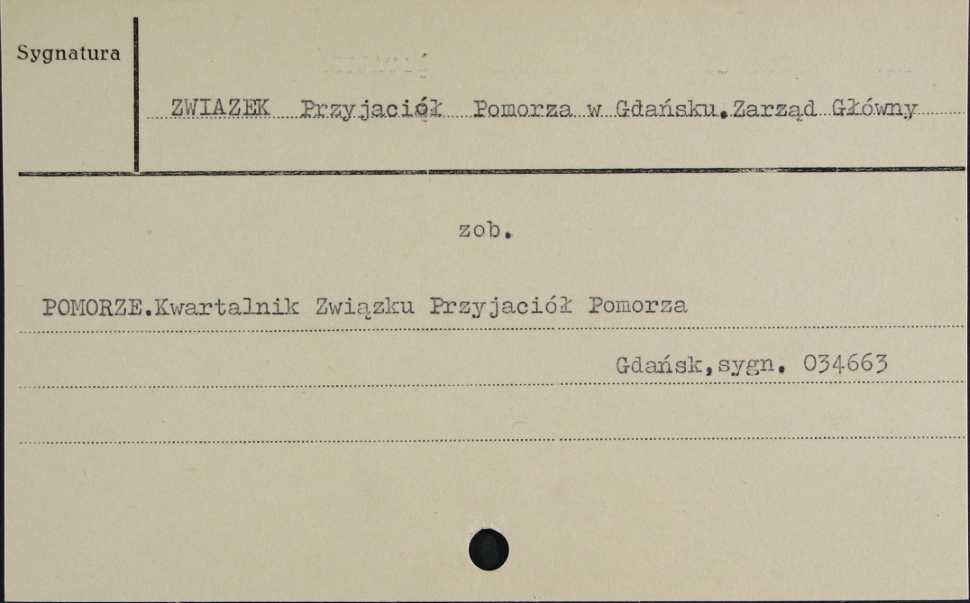 Sygnatura
ZWIAZEK Przyjaciół Pomorza w Gdańsku.Zarząd Główny
zob.
POMORZE.Kwartalnik Związku Przyjaciół Pomorza
Gdańsk,sygn. 034663